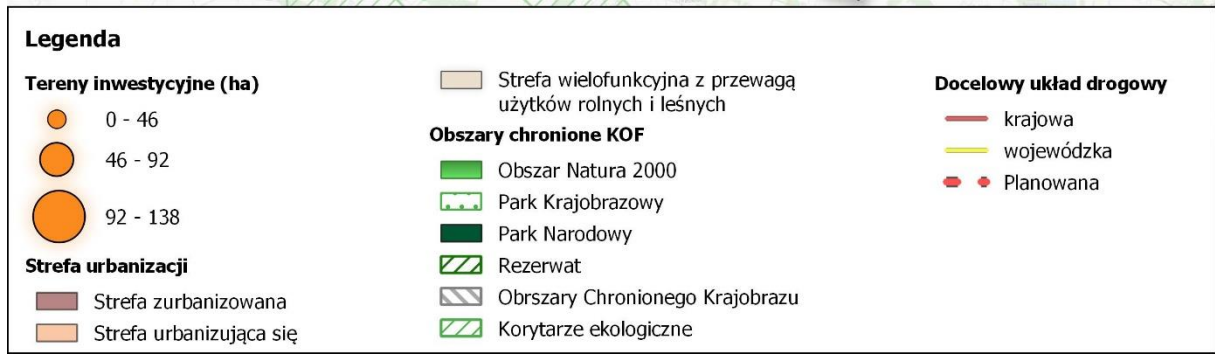 Legenda
Tereny inwestycyjne (ha)
0 - 46
46 - 92
92 - 138
Strefa urbanizacji
Strefa zurbanizowana
Strefa urbanizująca się
Strefa wielofunkcyjna z przewagą
użytków rolnych i leśnych
Obszary chronione KOF
Obszar Natura 2000
Park Krajobrazowy
Park Narodowy
Rezerwat
Obrszary Chronionego Krajobrazu
Korytarze ekologiczne
Docelowy układ drogowy
krajowa
wojewódzka
Planowana